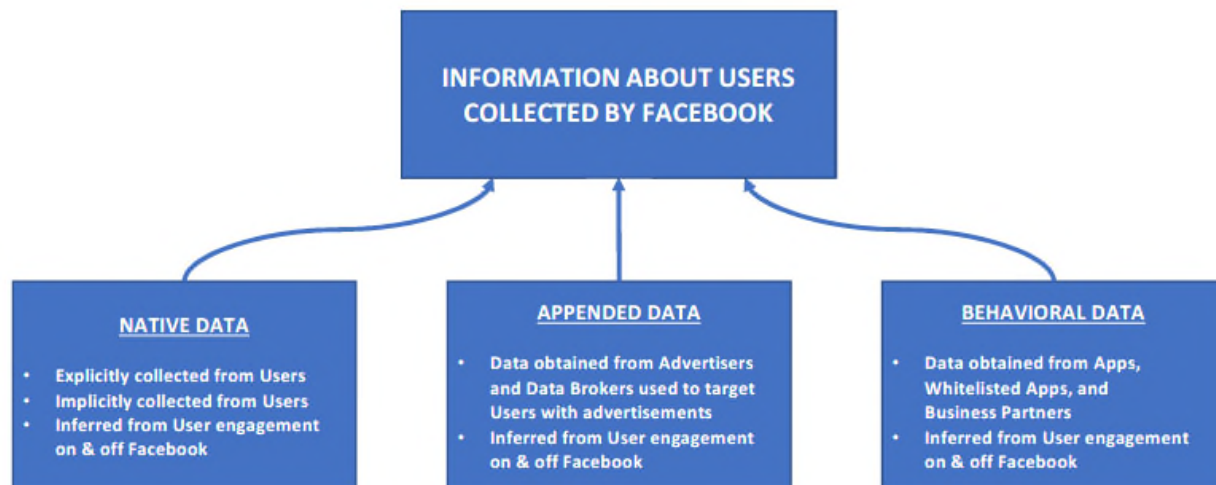 INFORMATION ABOUT USERS
COLLECTED BY FACEBOOK
NATIVE DATA
• Explicitly collected from Users
• Implicitly collected from Users
• Inferred from User engagement
on & off Facebook
APPENDED DATA
• Data obtained from Advertisers
and Data Brokers used to target
Users with advertisements
• Inferred from User engagement
on & off Facebook
BEHAVIORAL DATA
• Data obtained from Apps,
Whitelisted Apps, and
Business Partners
• Inferred from User engagement
on & off Facebook